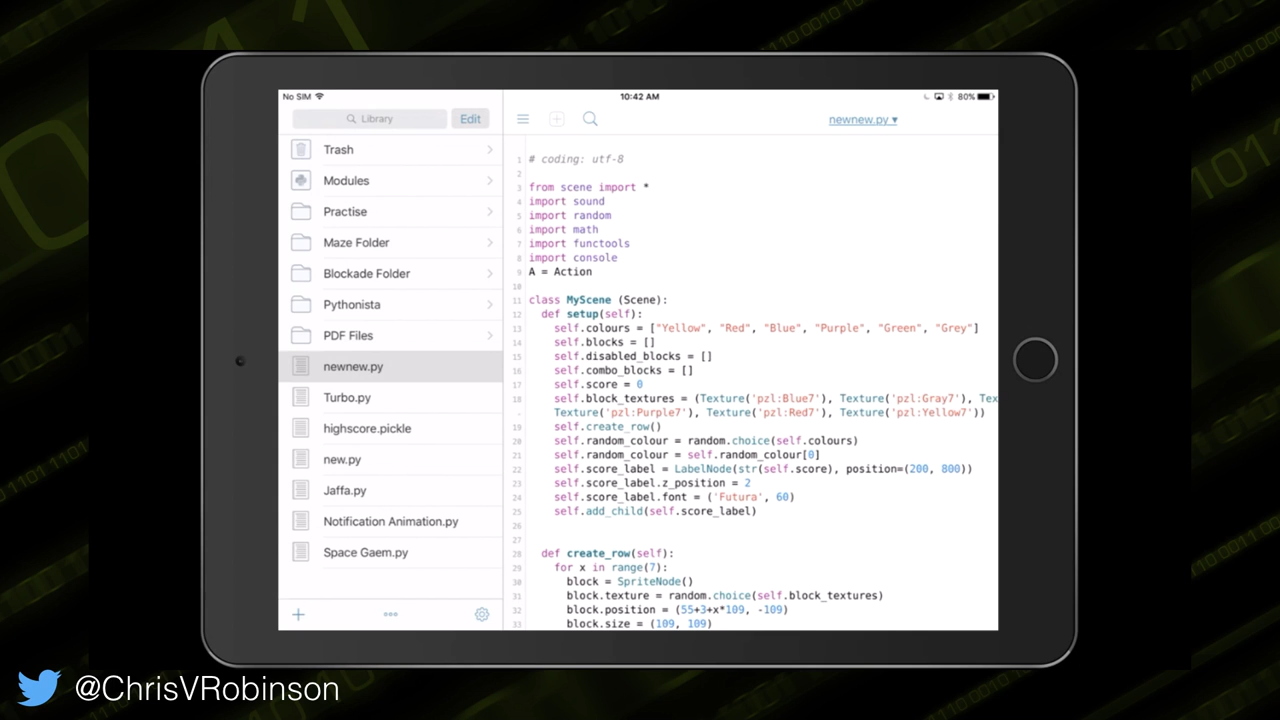 No SIM
10:42 AM
80%
Library
Edit
newnew.py ▾
Trash
Modules
Practise
Maze Folder
Blockade Folder
Pythonista
PDF Files
newnew.py
Turbo.py
highscore.pickle
new.py
Jaffa.py
Notification Animation.py
Space Gaem.py
1 # coding: utf-8
2
3 from scene import *
4 import sound
5 import random
6 import math
7 import functools
8 import console
9 A = Action
10
11 class MyScene (Scene):
12 def setup(self):
13 self.colours = ["Yellow", "Red", "Blue", "Purple", "Green", "Grey"]
14 self.blocks = []
15 self.disabled_blocks = []
16 self.combo_blocks = []
17 self.score = 0
18 self.block_textures = (Texture('pzl:Blue7'), Texture('pzl:Gray7'), Tex
Texture('pzl:Purple7'), Texture('pzl:Red7'), Texture('pzl:Yellow7'))
19 self.create_row()
20 self.random_colour = random.choice(self.colours)
21 self.random_colour = self.random_colour[0]
22 self.score_label = LabelNode(str(self.score), position=(200, 800))
23 self.score_label.z_position = 2
24 self.score_label.font = ('Futura', 60)
25 self.add_child(self.score_label)
26
27
28 def create_row(self):
29 for x in range(7):
30 block = SpriteNode()
31 block.texture = random.choice(self.block_textures)
32 block.position = (55+3+x*109, -109)
33 block.size = (109, 109)
@ChrisVRobinson